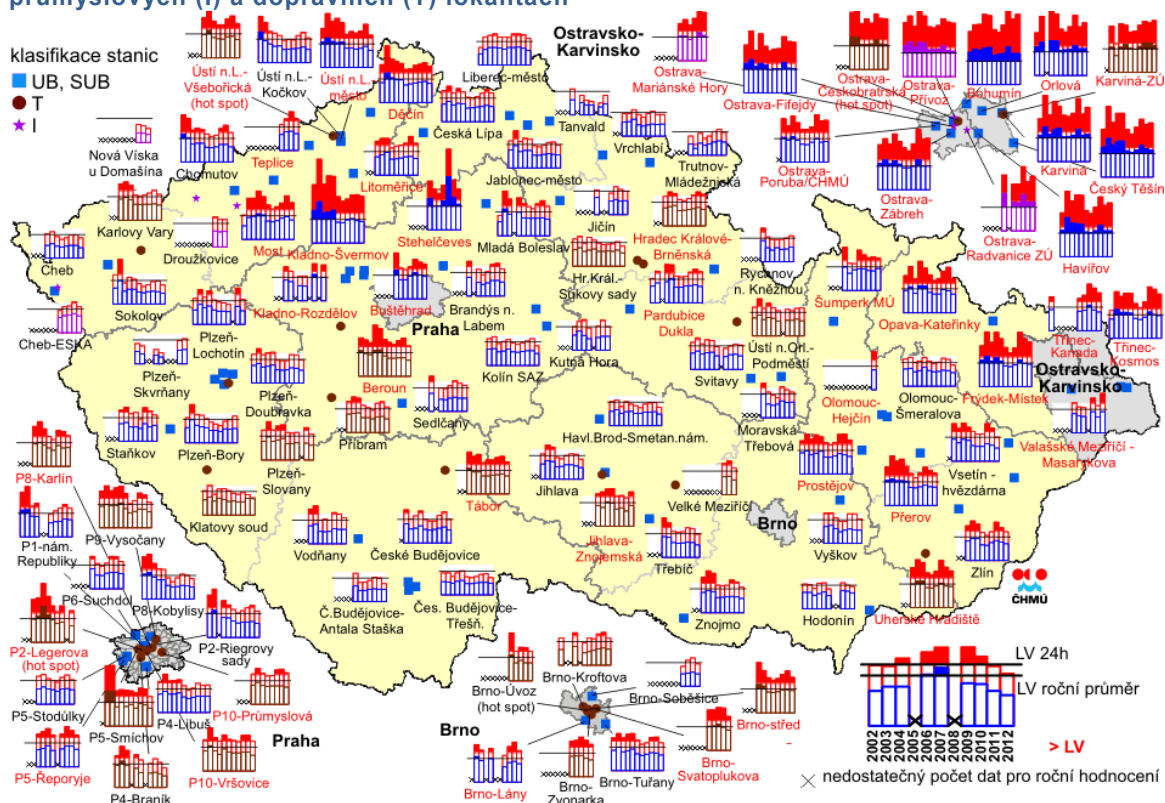 průmyslových (I) a dopravních (T) lokalitách
klasifikace stanic
UB, SUB
T
I
Ústí n.L.-
Všebořická
(hot spot)
Ústí n.L.-
Kočkov
Ústí n.L.-
město
Děčín
Liberec-město
Ostravsko-
Karvinsko
Ostrava-
Mariánské Hory
Ostrava-Fifejdy
Ostrava-
Českobratrská
(hot spot)
Ostrava-
Přívoz
Bohumín
Orlová
Karviná-ZÚ
Nová Víska
u Domašína
Chomutov
Teplice
Litoměřice
Česká Lípa
Jablonec-město
Tanvald
Vrchlabí
Trutnov-
Mládežnická
Ostrava-
Poruba/CHMÚ
Ostrava-
Zábřeh
Ostrava-
Radvanice ZÚ
Havířov
Karviná
Český Těšín
Karlovy Vary
Droužkovice
Most
Kladno-Švermov
Stehelčeves
Mladá Boleslav
Jičín
Hradec Králové-
Brněnská
Cheb
Sokolov
Cheb-ESKA
Plzeň-
Lochotín
Kladno-Rozdělov
Buštěhrad
Praha
Brandýs n.
Labem
Hr.Král.-
Sukovy sady
Rychnov
n. Kněžnou
Pardubice
Dukla
Šumperk MÚ
Opava-Kateřinky
Třinec-
Kanada
Třinec-
Kosmos
Ostravsko-
Karvinsko
Plzeň-
Skvrňany
Plzeň-
Doubravka
Beroun
Kolín SAZ
Kutná Hora
Ústí n.Orl.-
Podměstí
Svitavy
Olomouc-
Hejčín
Olomouc-
Šmeralova
Frýdek-Místek
Staňkov
Plzeň-Bory
Plzeň-
Slovany
Příbram
Sedlčany
Havl.Brod-Smetan.nám.
Moravská
Třebová
Valašské Meziříčí -
Masarykova
Klatovy soud
Tábor
Jihlava
Velké Meziříčí
Prostějov
Přerov
Vsetín -
hvězdárna
P8-Karlín
P9-Vysočany
P1-nám.
Republiky
P6-Suchdol
P8-Kobylisy
Vodňany
České Budějovice
Jihlava-
Znojemská
Třebíč
Brno
Vyškov
Zlín
ČHMÚ
P2-Legerova
(hot spot)
P2-Riegrovy
sady
Č.Budějovice-
Antala Staška
Čes. Budějovice-
Třešň.
Znojmo
Hodonín
Uherské Hradiště
P5-Stodůlky
P5-Smíchov
P4-Libuš
P10-Průmyslová
P5-Řeporyje
P4-Braník
P10-Vršovice
Praha
Brno-Úvoz
(hot spot)
Brno-Kroftova
Brno-Soběšice
Brno-střed
Brno
Brno-Lány
Brno-
Zvonařka
Brno-Tuřany
Brno-
Svatoplukova
LV 24h
LV roční průměr
2002
2003
2004
2005
2006
2007
2008
2009
2010
2011
2012
> LV
nedostatečný počet dat pro roční hodnocení